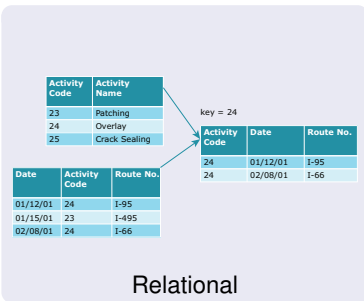 Activity Code Activity Name
23 Patching
24 Overlay
25 Crack Sealing
key = 24
Activity Code Date Route No.
24 01/12/01 I-95
24 02/08/01 I-66
Date Activity Code Route No.
01/12/01 24 I-95
01/15/01 23 I-495
02/08/01 24 I-66
Relational